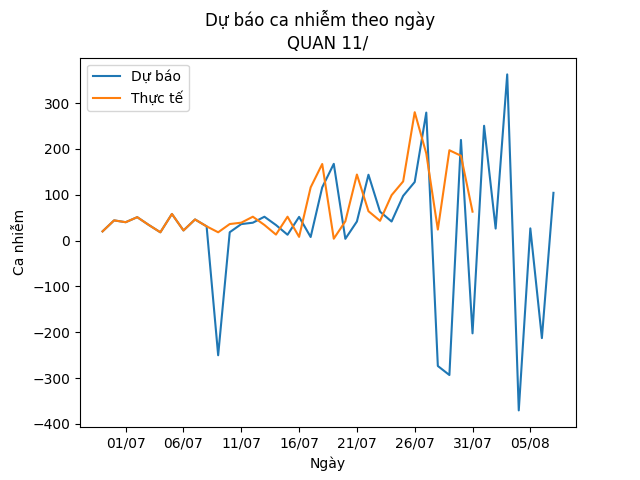 Dự báo ca nhiễm theo ngày
QUAN 11/
Dự báo
Thực tế
Ca nhiễm
300
200
100
0
−100
−200
−300
−400
01/07
06/07
11/07
16/07
21/07
26/07
31/07
05/08
Ngày